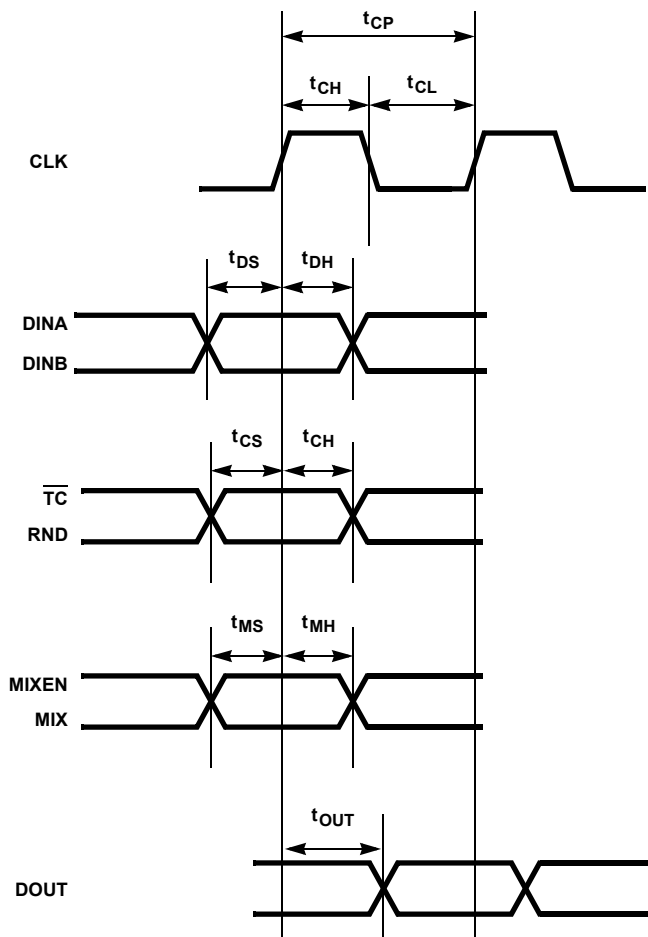 tCP
tCH
tCL
CLK
tDS
tDH
DINA
DINB
tCS
tCH
TC
RND
tMS
tMH
MIXEN
MIX
tOUT
DOUT